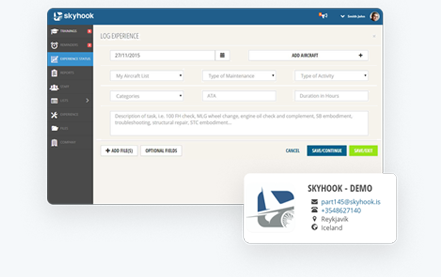 skyhook
TRAININGS
EXPERIENCE STATUS
LOG EXPERIENCE
27/11/2015
ADD AIRCRAFT +
My Aircraft List
Type of Maintenance
Type of Activity
Categories
ATA
Duration in Hours
Description of task, i.e. 100 FH check, MLG wheel change, engine oil check and complement, SB embodiment,
troubleshooting, structural repair, STC embodiment...
+ ADD FILE(S)
OPTIONAL FIELDS
CANCEL
SAVE/CONTINUE
SAVE/EXIT
SKYHOOK - DEMO
part145@skyhook.is
+3548627140
Reykjavik
Iceland